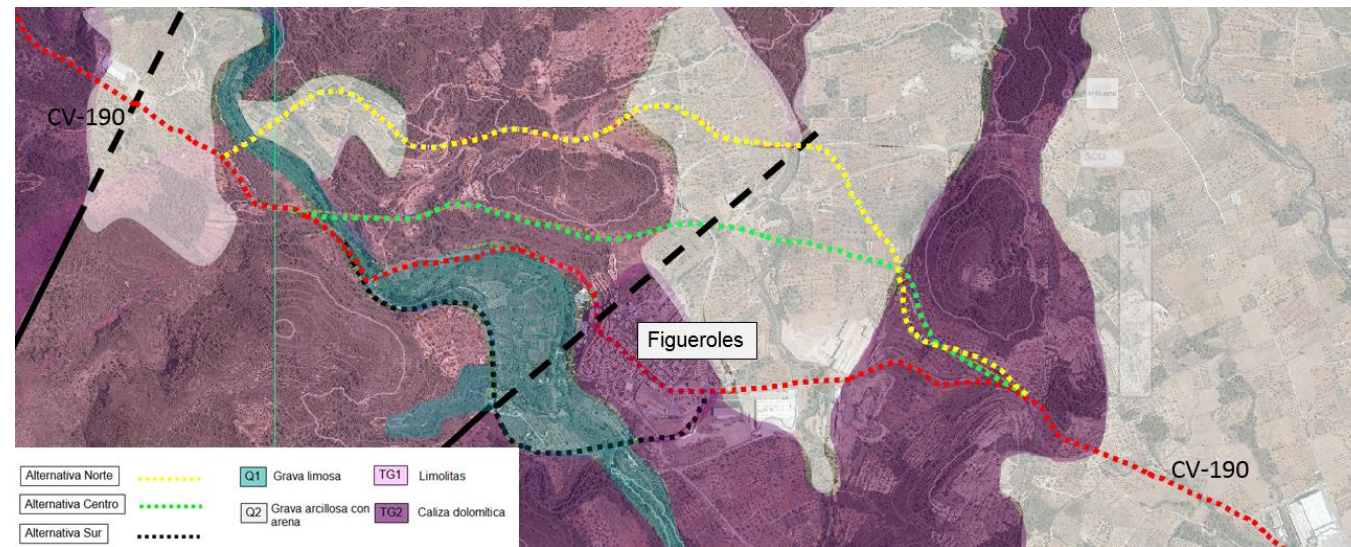 CV-190
Figueroles
CV-190
Alternativa Norte
Alternativa Centro
Alternativa Sur
Q1 Grava limosa
Q2 Grava arcillosa con
arena
TG1 Limolitas
TG2 Caliza dolomítica